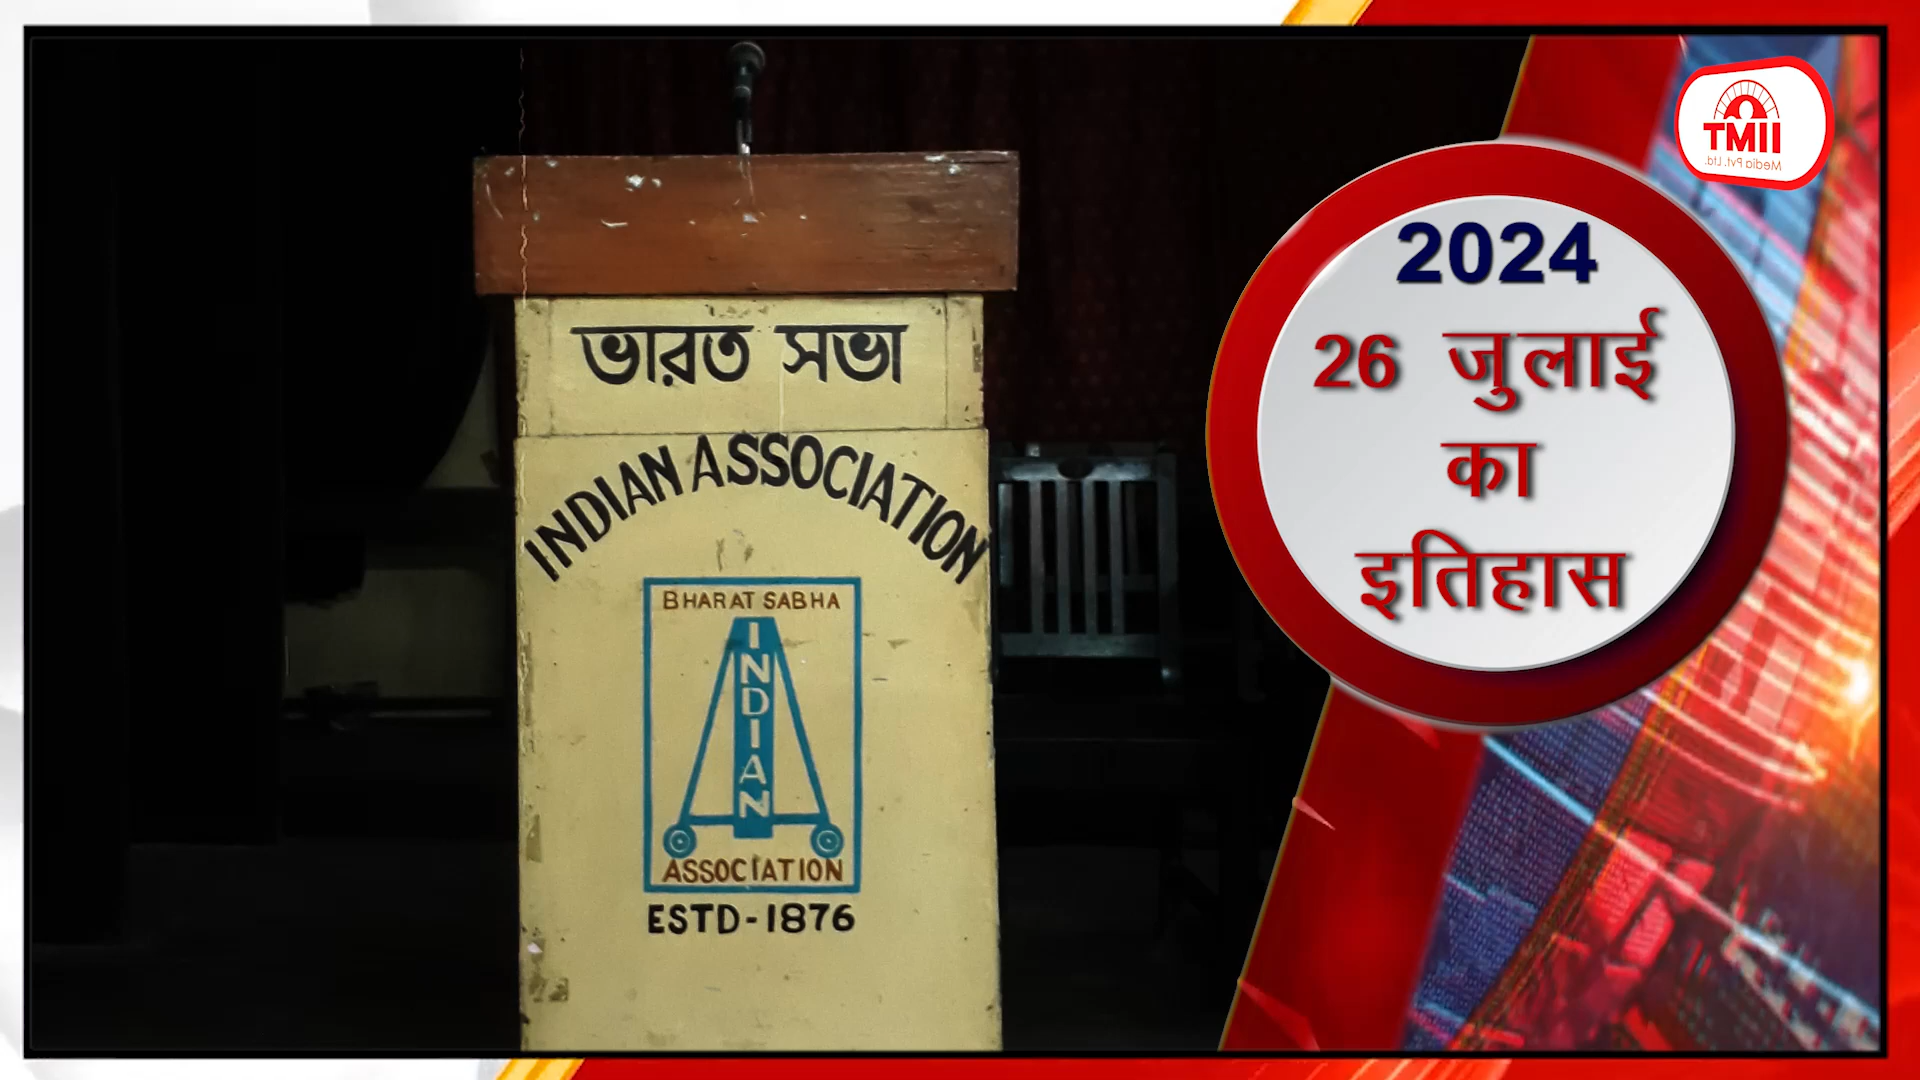 ভারত সভা
INDIAN ASSOCIATION
BHARAT SABHA
INDIAN
ASSOCIATION
ESTD-1876
TMII
Media Pvt. Ltd.
2024
26 जुलाई
का
इतिहास